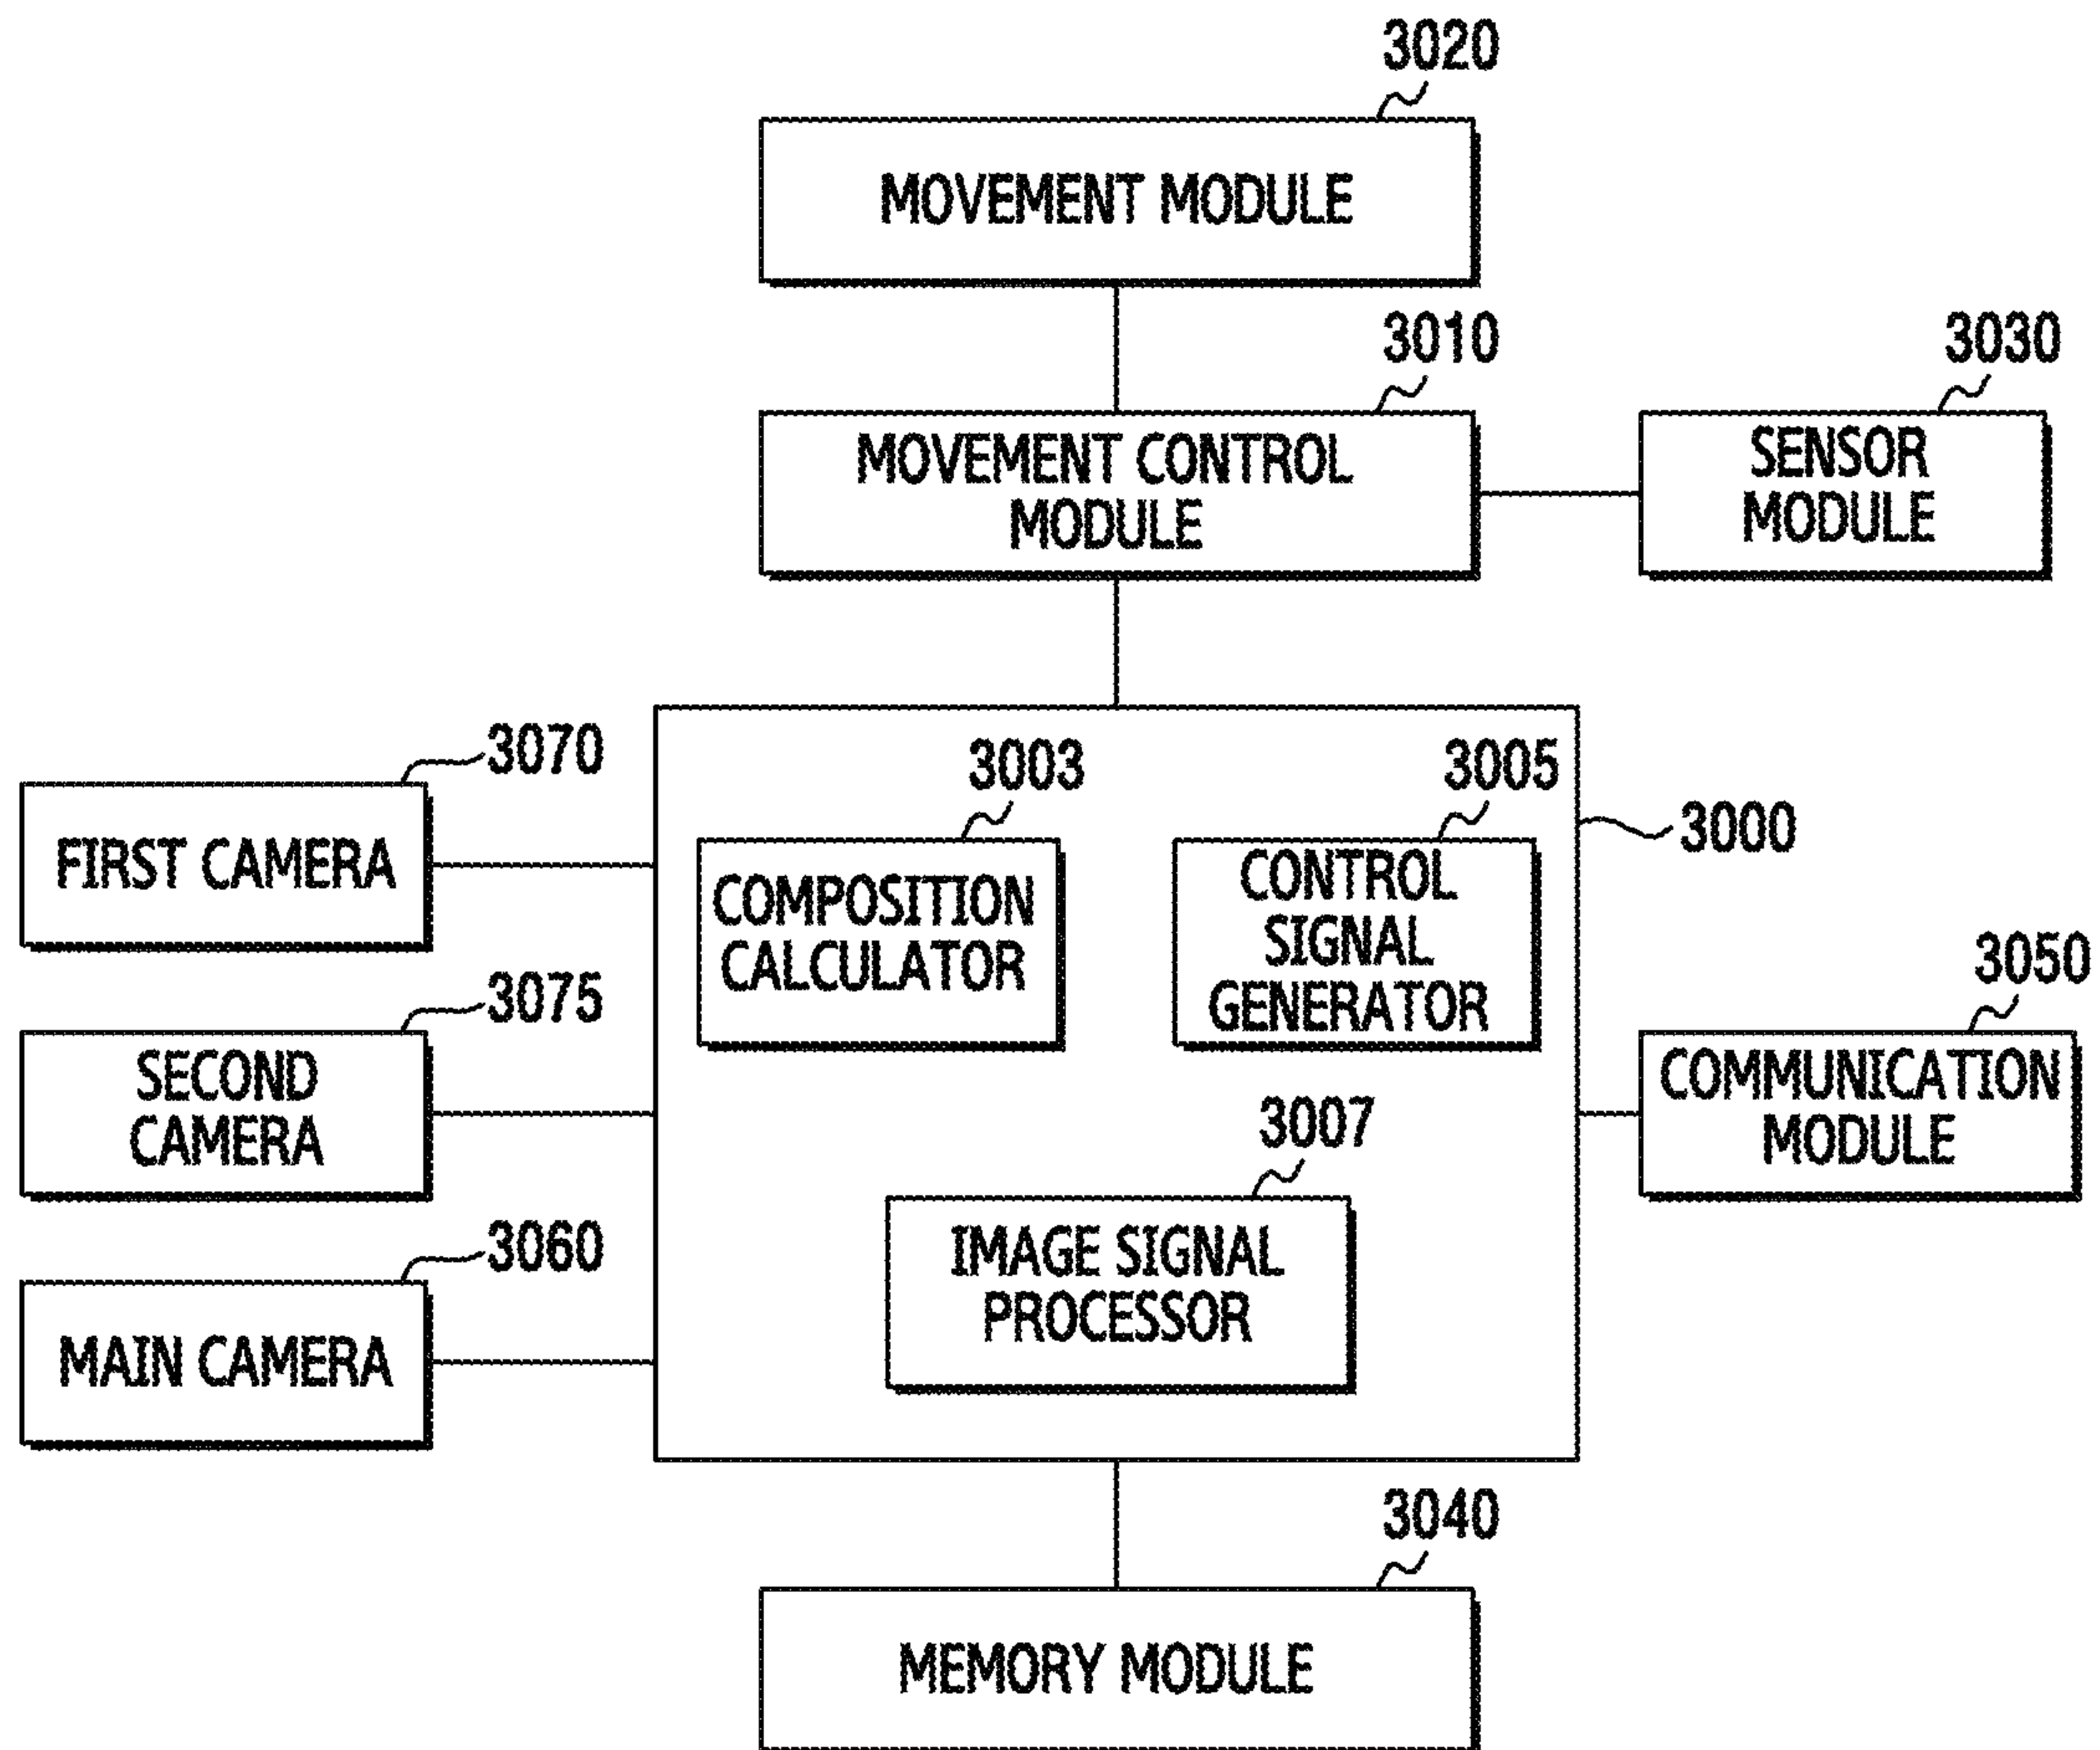 3020
MOVEMENT MODULE
3010
MOVEMENT CONTROL
MODULE
3030
SENSOR
MODULE
3070
FIRST CAMERA
3075
SECOND
CAMERA
3060
MAIN CAMERA
3000
3003
COMPOSITION
CALCULATOR
3005
CONTROL
SIGNAL
GENERATOR
3007
IMAGE SIGNAL
PROCESSOR
3050
COMMUNICATION
MODULE
3040
MEMORY MODULE